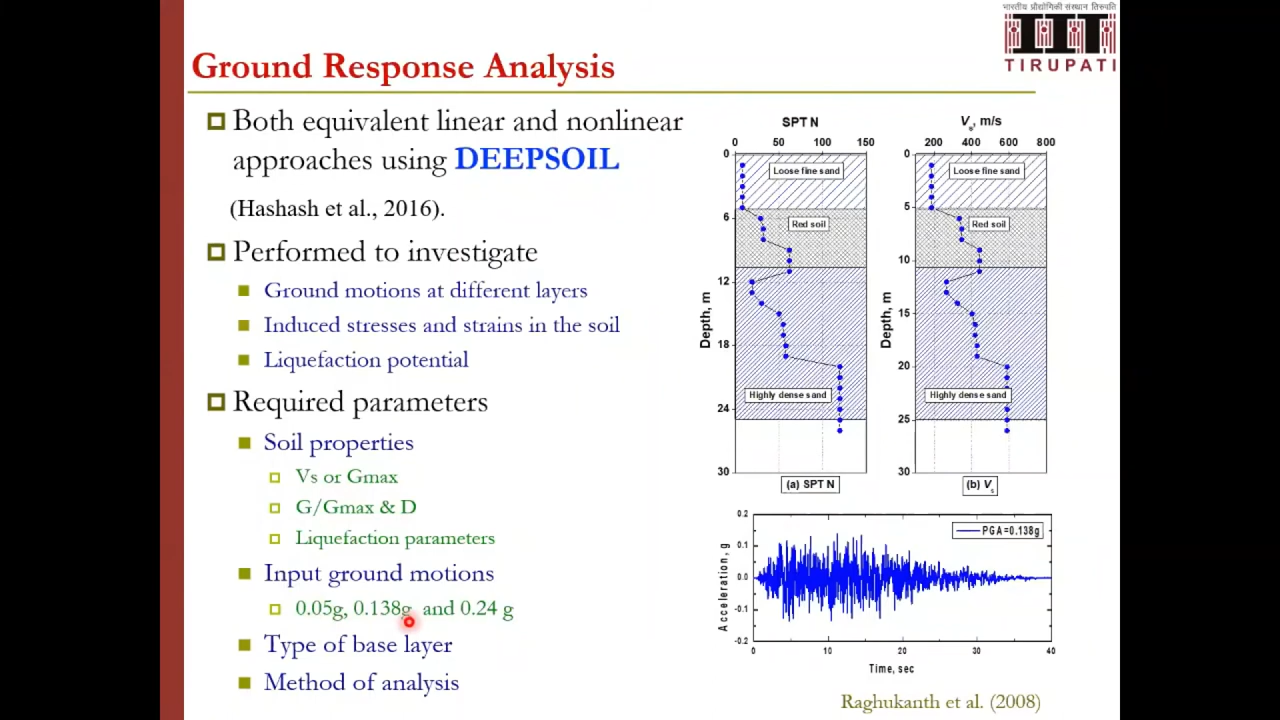 भारतीय प्रौद्योगिकी संस्थान तिरुपति
TIRUPATI
Ground Response Analysis
Both equivalent linear and nonlinear
approaches using DEEPSOIL
(Hashash et al., 2016).
Performed to investigate
Ground motions at different layers
Induced stresses and strains in the soil
Liquefaction potential
Required parameters
Soil properties
Vs or Gmax
G/Gmax & D
Liquefaction parameters
Input ground motions
0.05g, 0.138g and 0.24 g
Type of base layer
Method of analysis
SPT N
0 50 100 150
0
6
12
18
24
30
Depth, m
Loose fine sand
Red soil
Highly dense sand
(a) SPT N
Vs, m/s
200 400 600 800
0
5
10
15
20
25
30
Depth, m
Loose fine sand
Red soil
Highly dense sand
(b) Vs
0.2
0.1
0.0
-0.1
-0.2
Acceleration, g
PGA=0.138g
0 10 20 30 40
Time, sec
Raghukanth et al. (2008)